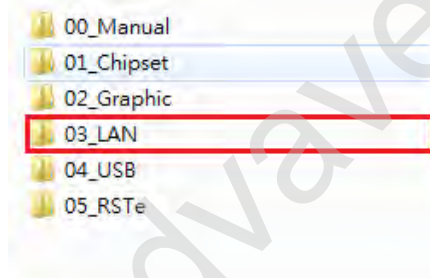 00_Manual
01_Chipset
02_Graphic
03_LAN
04_USB
05_RSTe